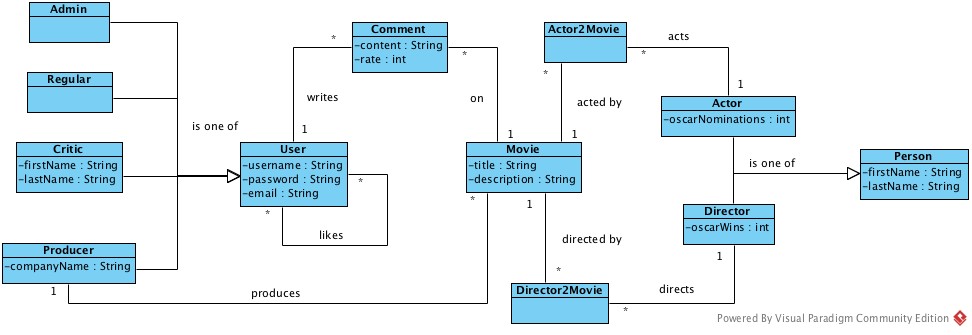 Admin
Regular
Critic
-firstName : String
-lastName : String
Producer
-companyName : String
is one of
User
-username : String
-password : String
-email : String
*
*
likes
1
writes
*
Comment
-content : String
-rate : int
*
on
1
Movie
-title : String
-description : String
*
1
produces
1
acted by
*
Actor2Movie
*
acts
1
Actor
-oscarNominations : int
is one of
Person
-firstName : String
-lastName : String
Director
-oscarWins : int
1
directs
*
Director2Movie
*
directed by
1
Powered By Visual Paradigm Community Edition